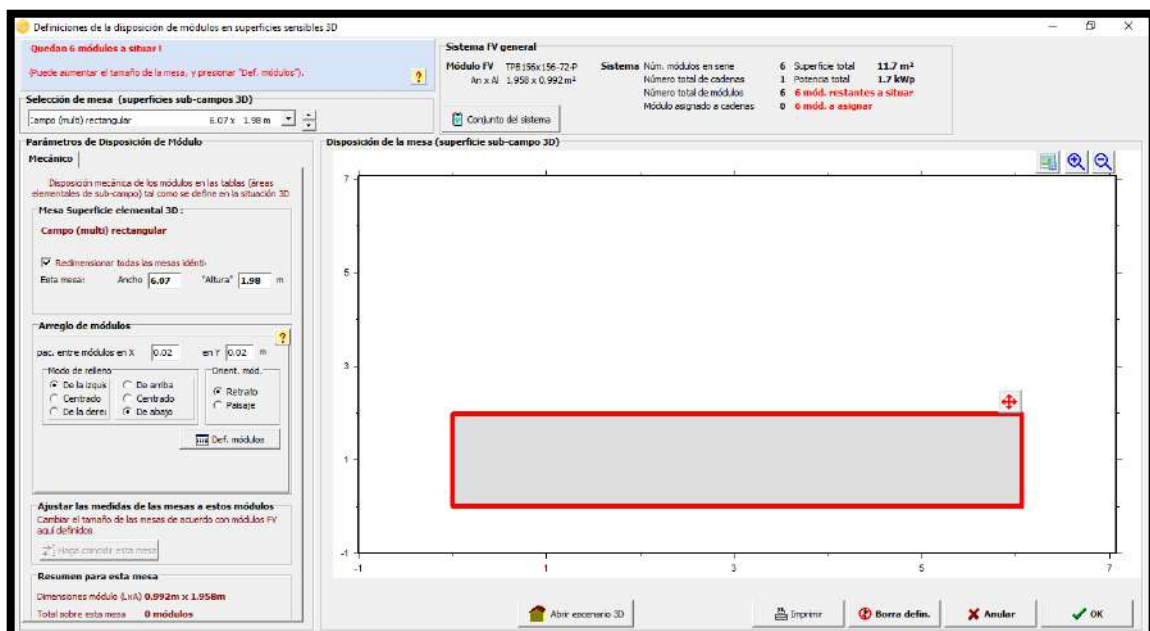 Definiciones de la disposición de módulos en superficies sensibles 3D
Quedan 6 módulos a situar !
(Puede aumentar el tamaño de la mesa, y presionar "Def. módulos").
?
Selección de mesa (superficies sub-campos 3D)
Campo (multi) rectangular 6.07 x 1.98 m
Sistema FV general
Módulo FV TP8156x156-72-P
An x Al 1.958 x 0.992 m²
Sistema Núm. módulos en serie 6
Número total de cadenas 1
Número total de módulos 6
Módulo asignado a cadenas 0
Superficie total 11.7 m²
Potencia total 1.7 kWp
6 mód. restantes a situar
6 mód. a asignar
Conjunto del sistema
Parámetros de Disposición de Módulo
Mecánico
Disposición mecánica de los módulos en las tablas (áreas
elementales de sub-campo) tal como se define en la situación 3D
Mesa Superficie elemental 3D :
Campo (multi) rectangular
Redimensionar todas las mesas idénti
Esta mesa: Ancho 6.07 "Altura" 1.98 m
Arreglo de módulos
?
pac. entre módulos en X 0.02 en Y 0.02 m
Modo de relleno
De la izqui De arriba
Centrado Centrado
De la dere De abajo
Orient. mód.
Retrato
Paisaje
Def. módulos
Ajustar las medidas de las mesas a estos módulos
Cambiar el tamaño de las mesas de acuerdo con módulos FV
aquí definidos
Haga coincidir esta mesa
Resumen para esta mesa
Dimensiones módulo (LxA) 0.992m x 1.958m
Total sobre esta mesa 0 módulos
Disposición de la mesa (superficie sub-campo 3D)
7
5
3
1
-1
-1 1 3 5 7
Abrir escenario 3D
Imprimir
Borra defin.
Anular
OK